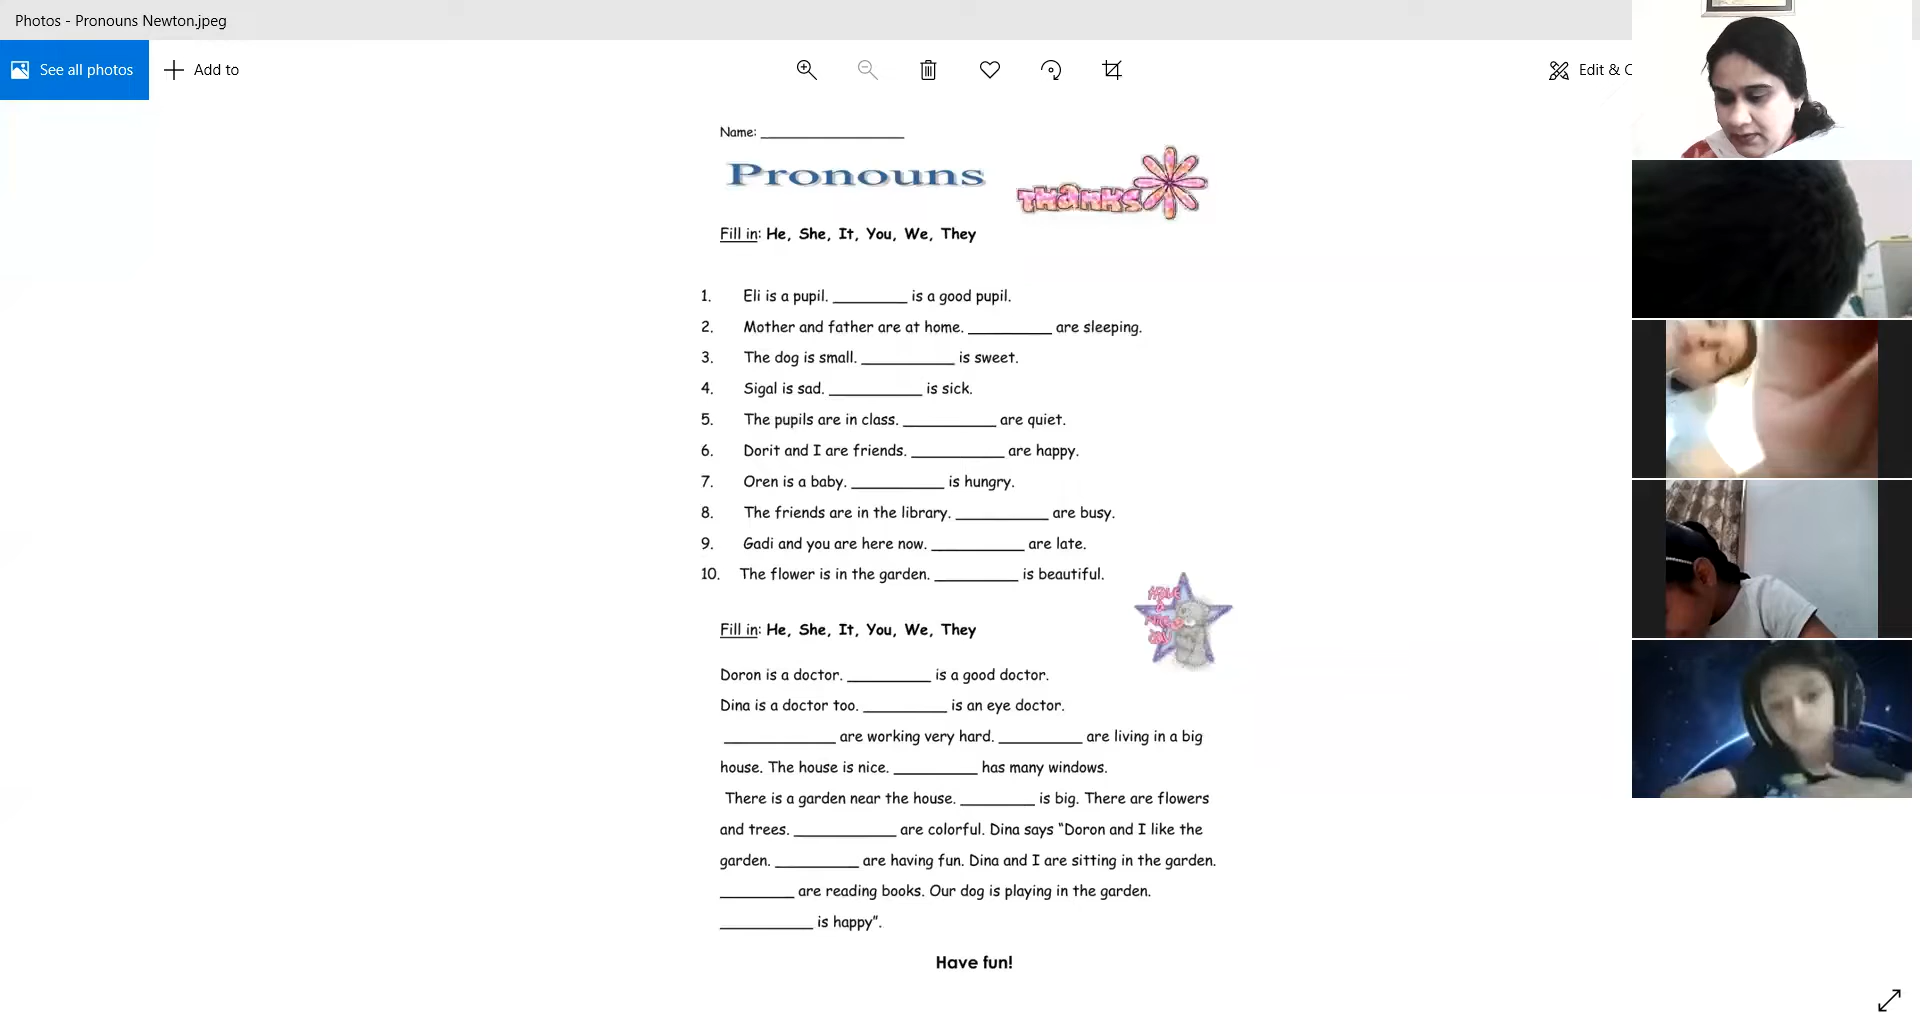 Photos - Pronouns Newton.jpeg
See all photos
Add to
Edit & C
Name: ___________________
Pronouns
THANKS
Fill in: He, She, It, You, We, They
1. Eli is a pupil. ________ is a good pupil.
2. Mother and father are at home. _________ are sleeping.
3. The dog is small. __________ is sweet.
4. Sigal is sad. __________ is sick.
5. The pupils are in class. __________ are quiet.
6. Dorit and I are friends. __________ are happy.
7. Oren is a baby. __________ is hungry.
8. The friends are in the library. __________ are busy.
9. Gadi and you are here now. __________ are late.
10. The flower is in the garden. _________ is beautiful.
HAVE
A
NICE
DAY
Fill in: He, She, It, You, We, They
Doron is a doctor. _________ is a good doctor.
Dina is a doctor too. _________ is an eye doctor.
____________ are working very hard. _________ are living in a big
house. The house is nice. _________ has many windows.
There is a garden near the house. ________ is big. There are flowers
and trees. ___________ are colorful. Dina says “Doron and I like the
garden. _________ are having fun. Dina and I are sitting in the garden.
________ are reading books. Our dog is playing in the garden.
__________ is happy”.
Have fun!